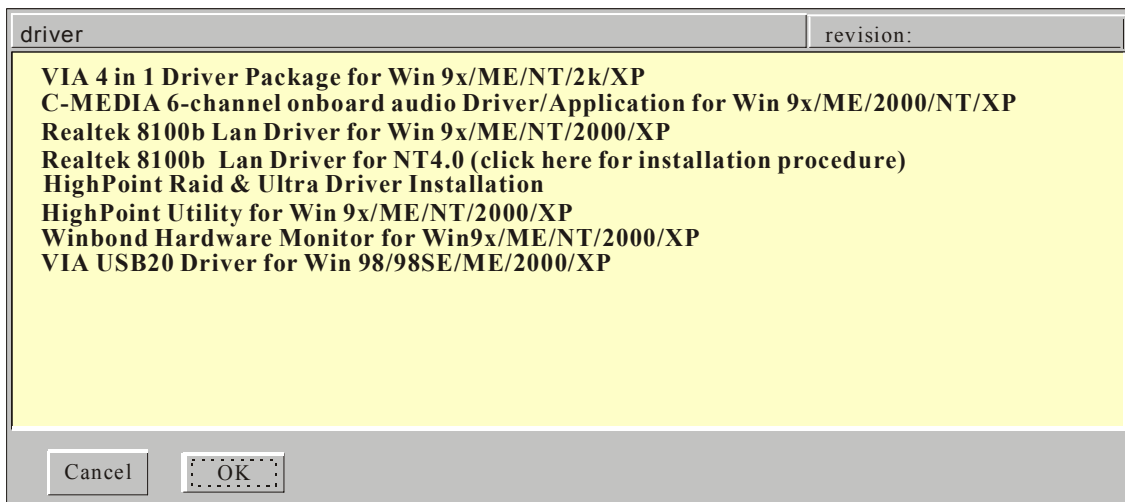 driver revision:
VIA 4 in 1 Driver Package for Win 9x/ME/NT/2k/XP
C-MEDIA 6-channel onboard audio Driver/Application for Win 9x/ME/2000/NT/XP
Realtek 8100b Lan Driver for Win 9x/ME/NT/2000/XP
Realtek 8100b Lan Driver for NT4.0 (click here for installation procedure)
HighPoint Raid & Ultra Driver Installation
HighPoint Utility for Win 9x/ME/NT/2000/XP
Winbond Hardware Monitor for Win9x/ME/NT/2000/XP
VIA USB20 Driver for Win 98/98SE/ME/2000/XP
Cancel OK